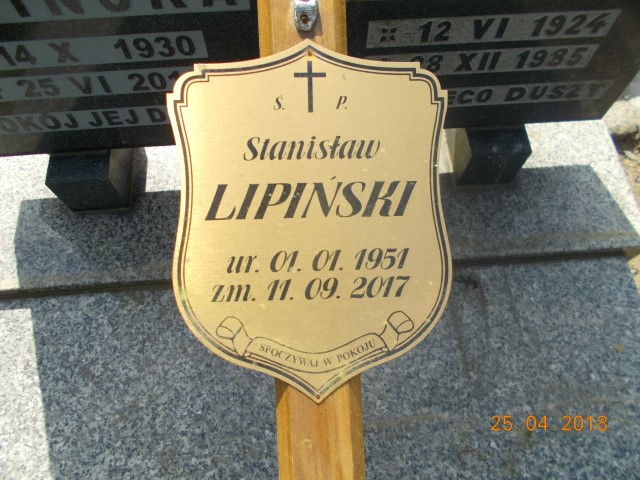 14 X 1930
25 VI
12 VI 1924
28 XII 1985
DUSZY
Ś. P.
Stanisław
LIPIŃSKI
ur. 01. 01. 1951
zm. 11. 09. 2017
SPOCZYWAJ W POKOJU
25.04.2018